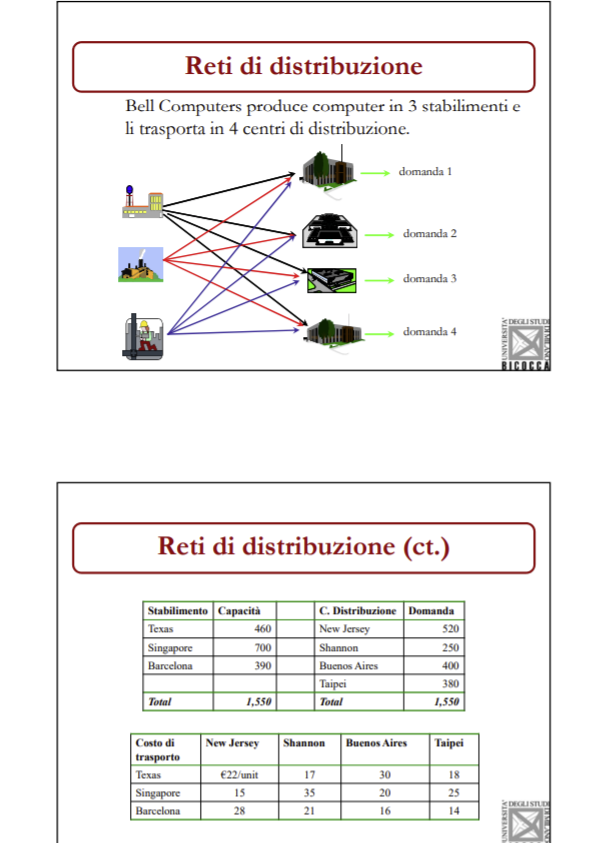 Reti di distribuzione
Bell Computers produce computer in 3 stabilimenti e
li trasporta in 4 centri di distribuzione.
domanda 1
domanda 2
domanda 3
domanda 4
UNIVERSITA' DEGLI STUDI DI MILANO
BICOCCA
Reti di distribuzione (ct.)
Stabilimento Capacità C. Distribuzione Domanda
Texas 460 New Jersey 520
Singapore 700 Shannon 250
Barcelona 390 Buenos Aires 400
Taipei 380
Total 1,550 Total 1,550
Costo di trasporto New Jersey Shannon Buenos Aires Taipei
Texas €22/unit 17 30 18
Singapore 15 35 20 25
Barcelona 28 21 16 14
UNIVERSITA' DEGLI STUDI